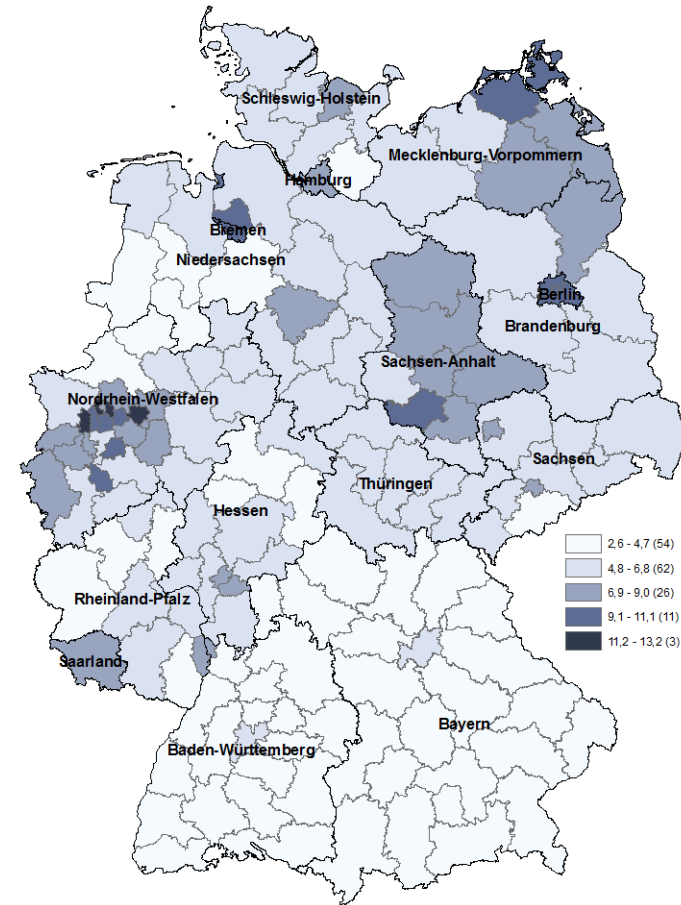 Schleswig-Holstein
Mecklenburg-Vorpommern
Hamburg
Bremen
Niedersachsen
Berlin
Brandenburg
Sachsen-Anhalt
Nordrhein-Westfalen
Sachsen
Thüringen
Hessen
2,6 - 4,7 (54)
4,8 - 6,8 (62)
6,9 - 9,0 (26)
9,1 - 11,1 (11)
11,2 - 13,2 (3)
Rheinland-Pfalz
Saarland
Bayern
Baden-Württemberg